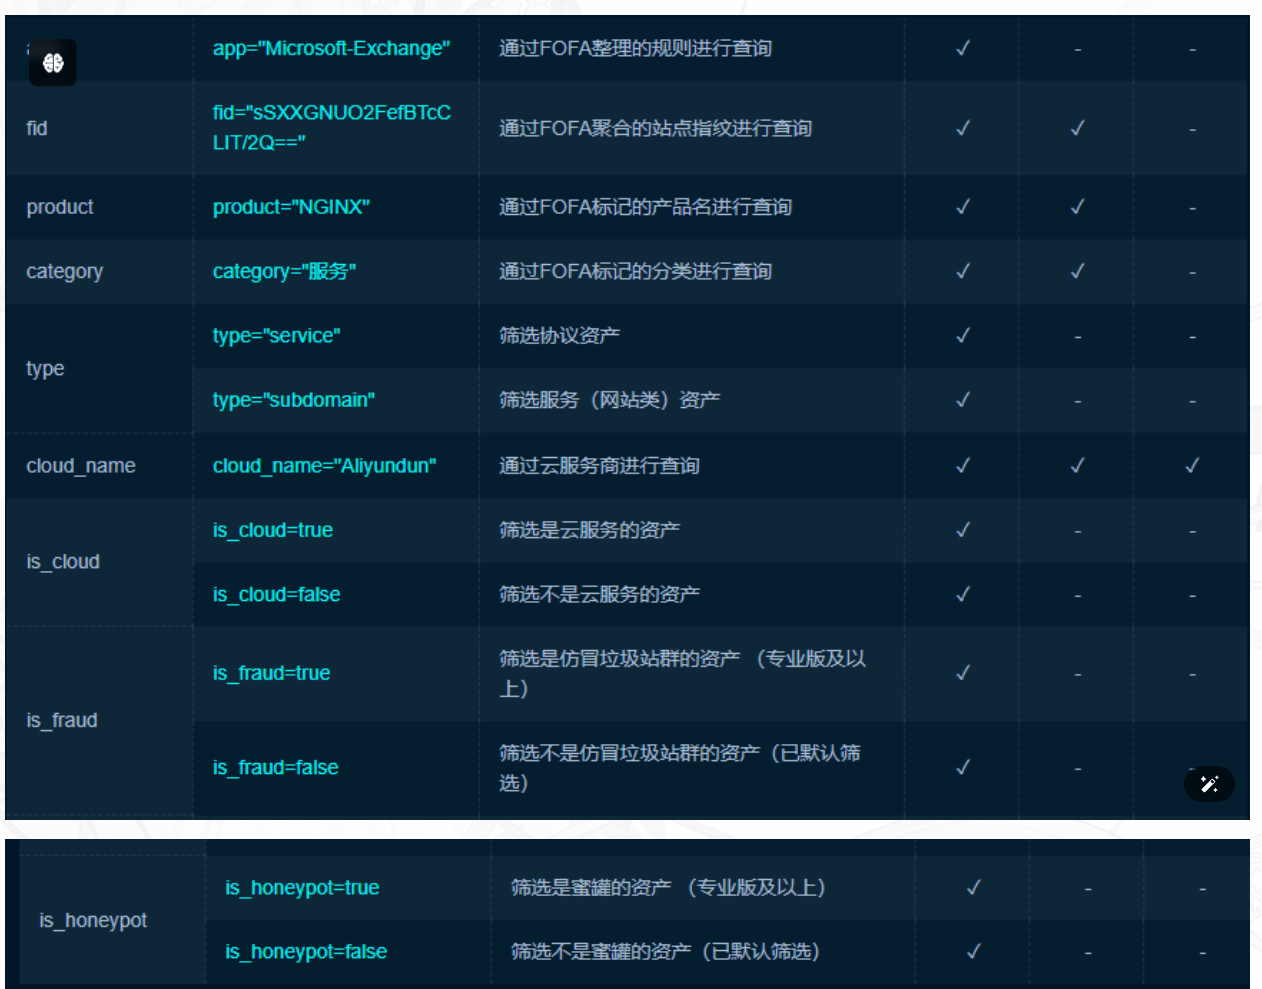 app="Microsoft-Exchange" 通过FOFA整理的规则进行查询 ✓ - -
fid fid="sSXXGNUO2FefBTcC 通过FOFA聚合的站点指纹进行查询 ✓ ✓ -
LIT/2Q=="
product product="NGINX" 通过FOFA标记的产品名进行查询 ✓ ✓ -
category category="服务" 通过FOFA标记的分类进行查询 ✓ ✓ -
type type="service" 筛选协议资产 ✓ - -
type="subdomain" 筛选服务（网站类）资产 ✓ - -
cloud_name cloud_name="Aliyundun" 通过云服务商进行查询 ✓ ✓ ✓
is_cloud is_cloud=true 筛选是云服务的资产 ✓ - -
is_cloud=false 筛选不是云服务的资产 ✓ - -
is_fraud is_fraud=true 筛选是仿冒垃圾站群的资产 （专业版及以 ✓ - -
上）
is_fraud=false 筛选不是仿冒垃圾站群的资产（已默认筛 ✓ - -
选）
is_honeypot is_honeypot=true 筛选是蜜罐的资产 （专业版及以上） ✓ - -
is_honeypot=false 筛选不是蜜罐的资产（已默认筛选） ✓ - -